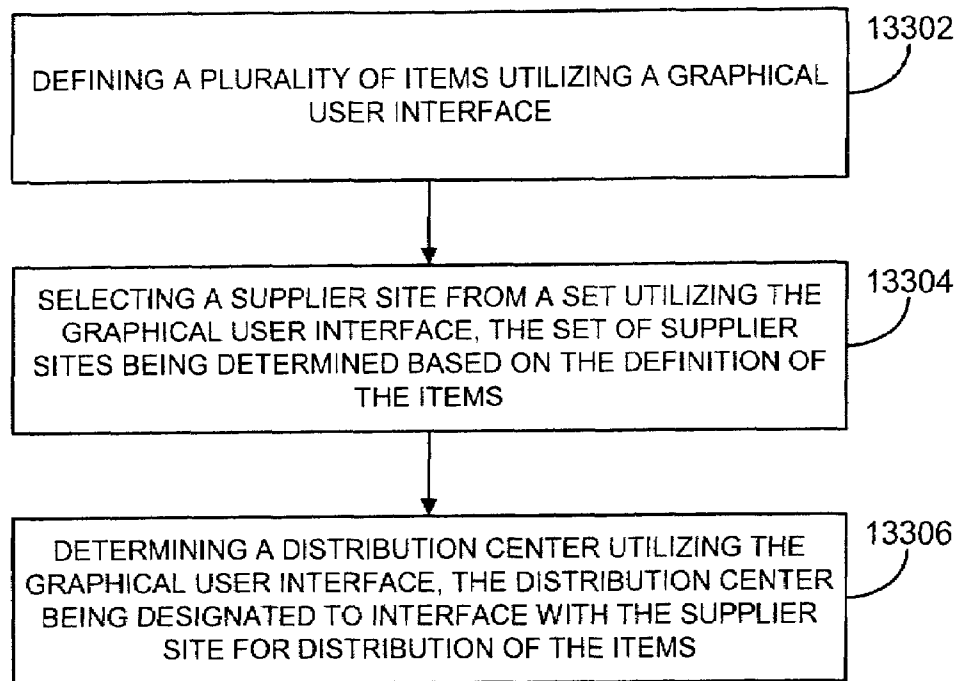 13302
DEFINING A PLURALITY OF ITEMS UTILIZING A GRAPHICAL
USER INTERFACE
13304
SELECTING A SUPPLIER SITE FROM A SET UTILIZING THE
GRAPHICAL USER INTERFACE, THE SET OF SUPPLIER
SITES BEING DETERMINED BASED ON THE DEFINITION OF
THE ITEMS
13306
DETERMINING A DISTRIBUTION CENTER UTILIZING THE
GRAPHICAL USER INTERFACE, THE DISTRIBUTION CENTER
BEING DESIGNATED TO INTERFACE WITH THE SUPPLIER
SITE FOR DISTRIBUTION OF THE ITEMS